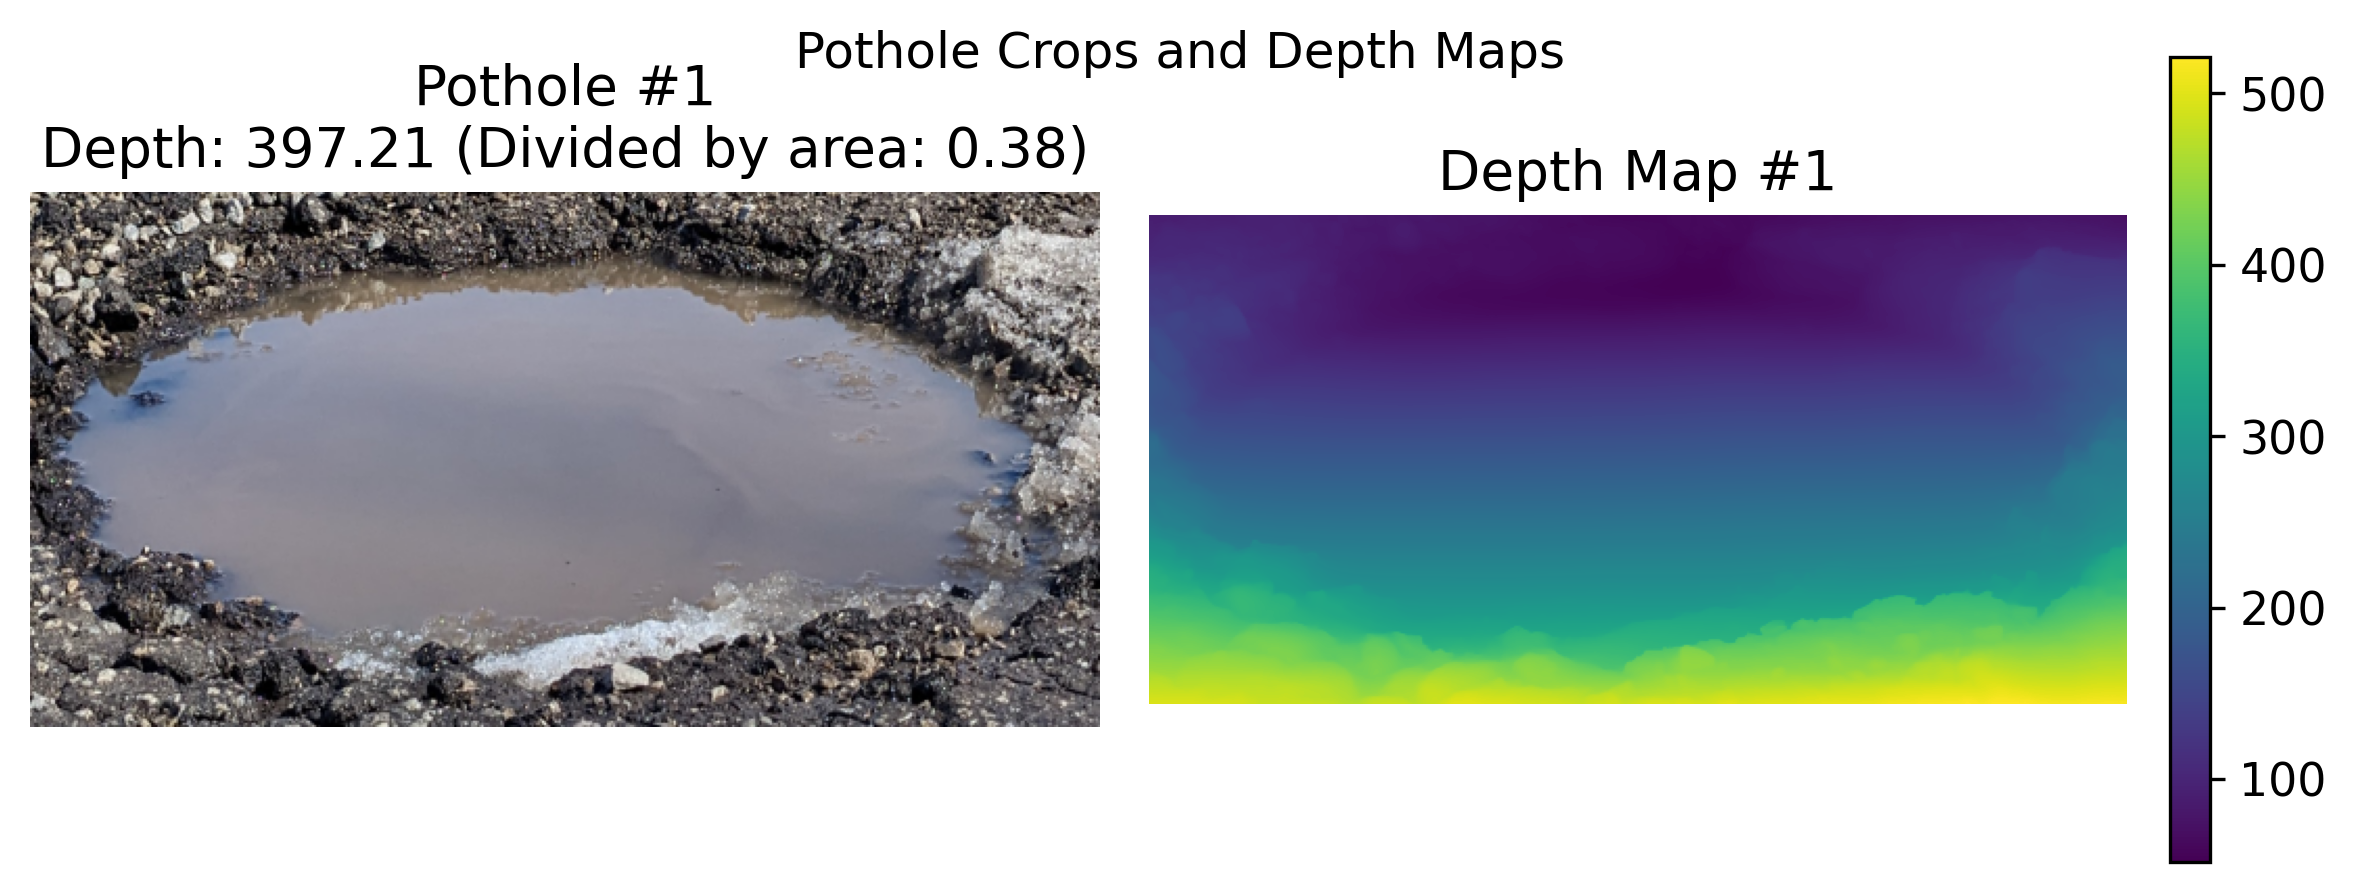 Pothole Crops and Depth Maps
Pothole #1
Depth: 397.21 (Divided by area: 0.38)
Depth Map #1
500
400
300
200
100